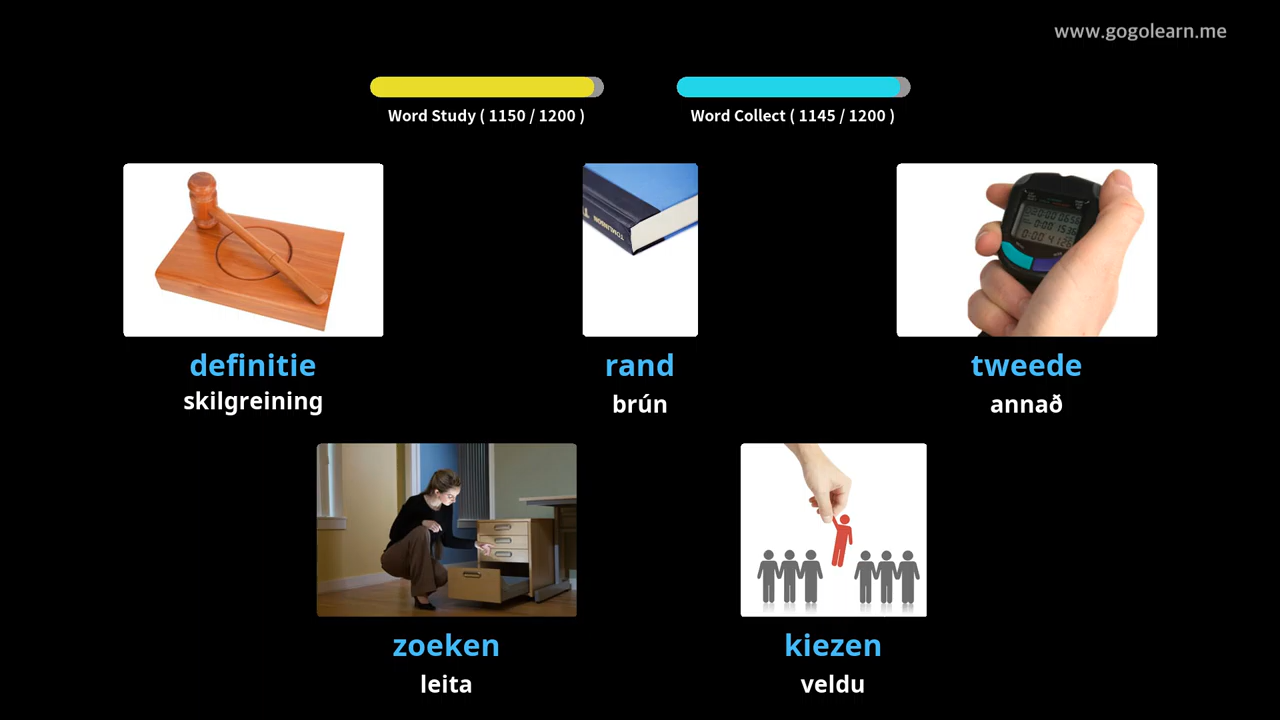 www.gogolearn.me
Word Study ( 1150 / 1200 )
Word Collect ( 1145 / 1200 )
TOMLINSON
definitie
skilgreining
rand
brún
tweede
annað
zoeken
leita
kiezen
veldu